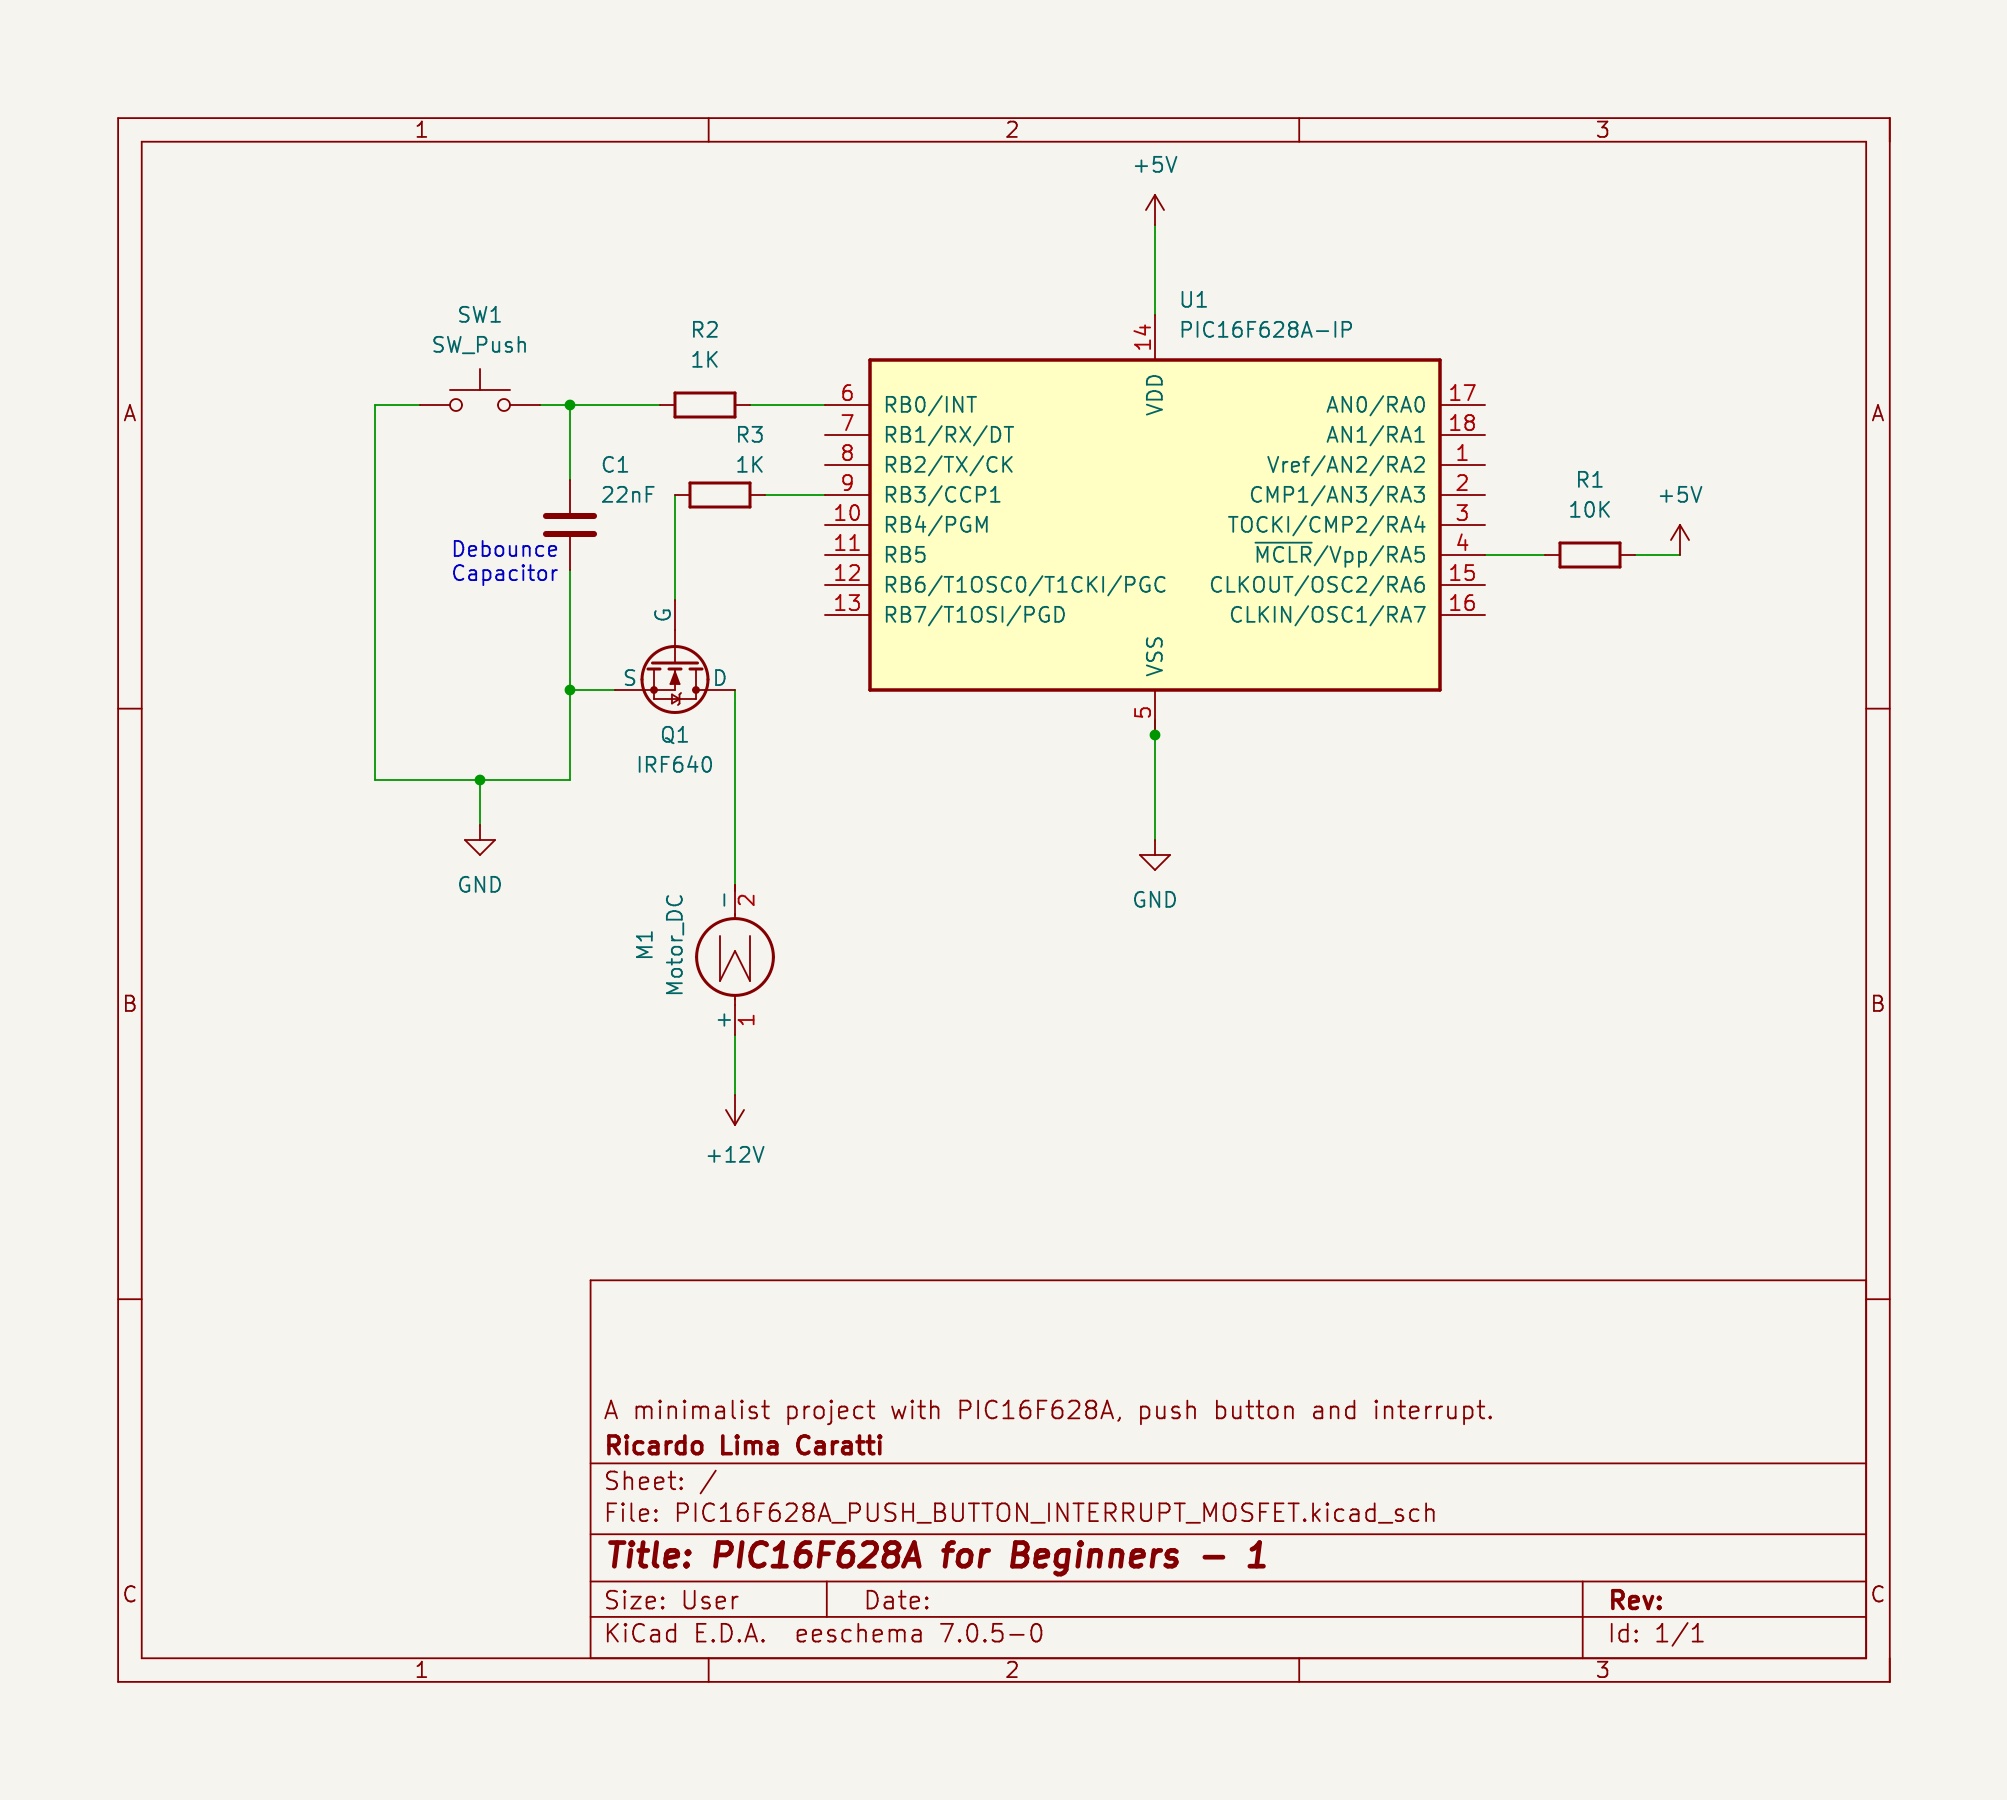 1 2 3
+5V
U1
PIC16F628A-IP
SW1
SW_Push
R2
1K
14
VDD
A
A
6 RB0/INT
7 RB1/RX/DT
8 RB2/TX/CK
9 RB3/CCP1
10 RB4/PGM
11 RB5
12 RB6/T1OSC0/T1CKI/PGC
13 RB7/T1OSI/PGD
AN0/RA0 17
AN1/RA1 18
Vref/AN2/RA2 1
CMP1/AN3/RA3 2
TOCKI/CMP2/RA4 3
MCLR/Vpp/RA5 4
CLKOUT/OSC2/RA6 15
CLKIN/OSC1/RA7 16
VSS
5
R3
1K
C1
22nF
Debounce
Capacitor
R1
10K
+5V
G
S
D
Q1
IRF640
GND
GND
- 2
M1
Motor_DC
+ 1
+12V
B
B
A minimalist project with PIC16F628A, push button and interrupt.
Ricardo Lima Caratti
Sheet: /
File: PIC16F628A_PUSH_BUTTON_INTERRUPT_MOSFET.kicad_sch
Title: PIC16F628A for Beginners - 1
Size: User Date: Rev:
KiCad E.D.A. eeschema 7.0.5-0 Id: 1/1
C
C
1 2 3